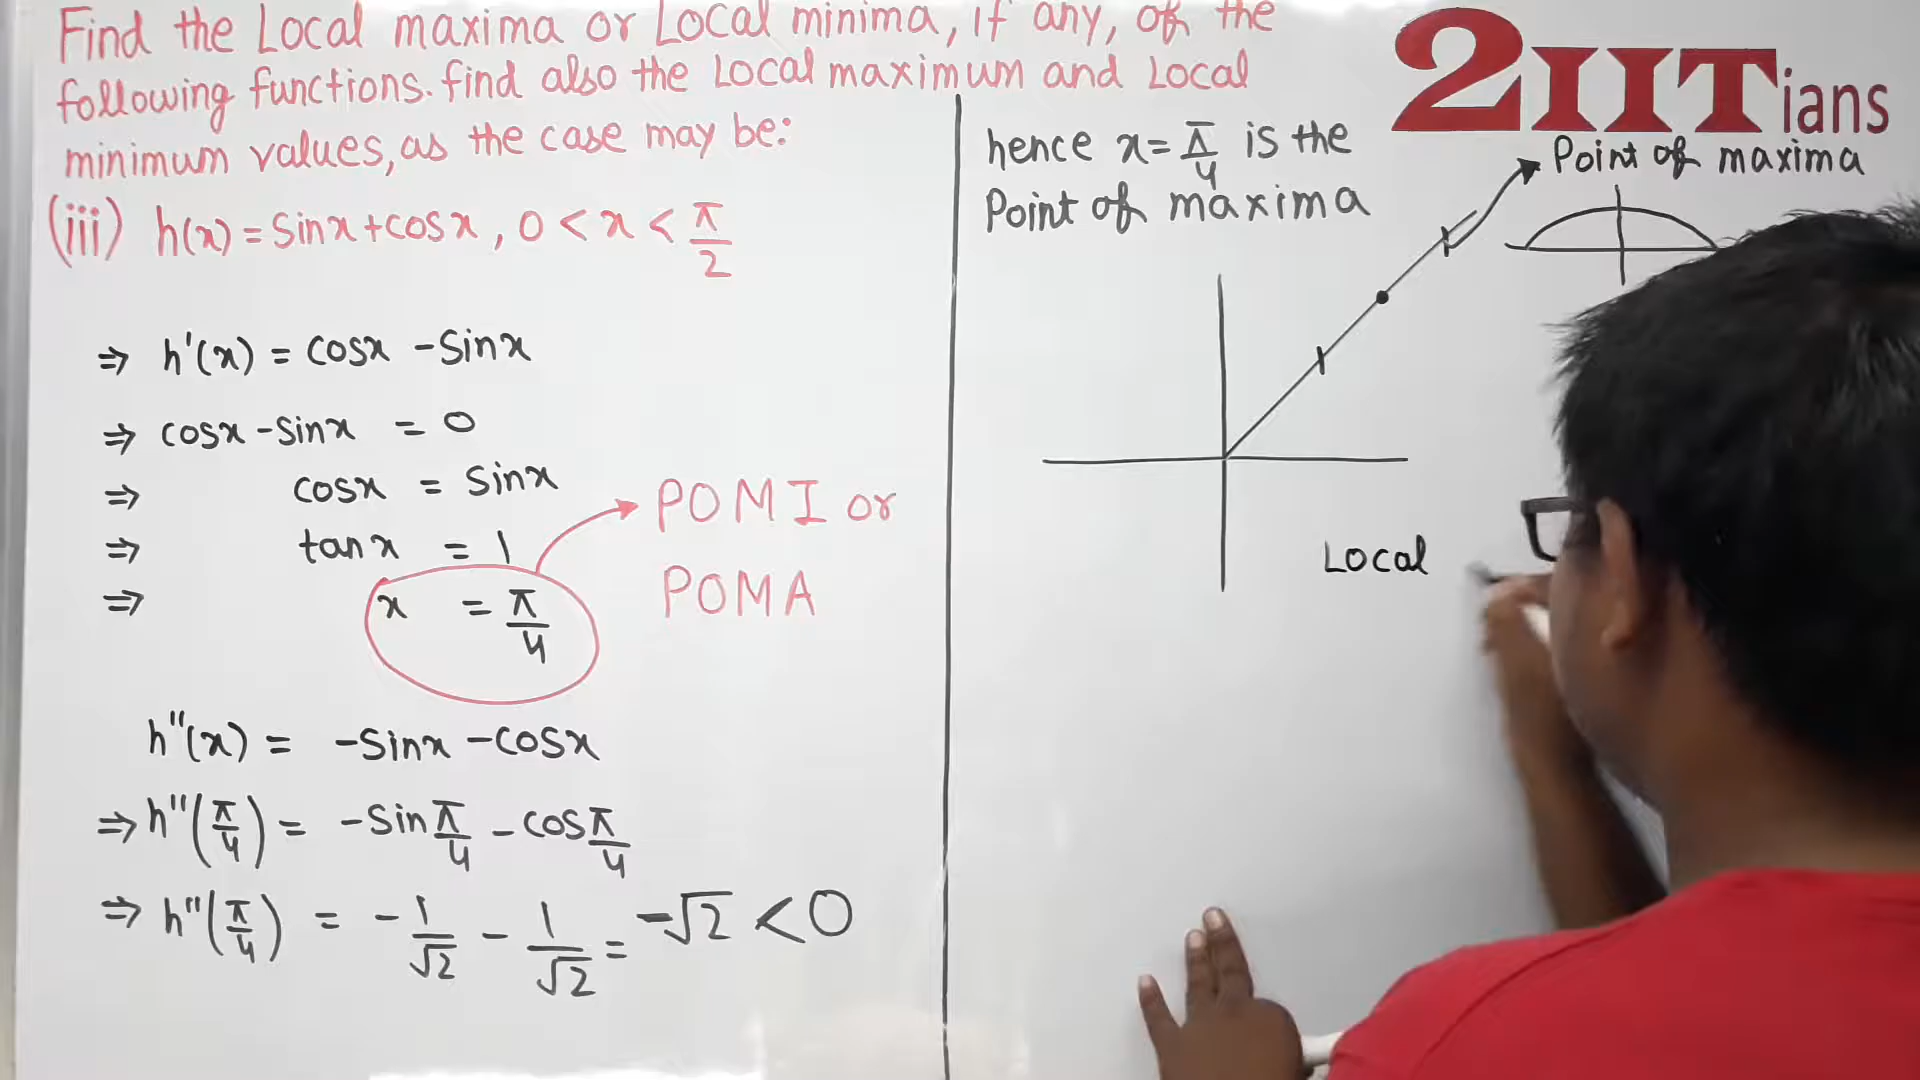 Find the Local maxima or Local minima, if any, of the
following functions. find also the Local maximum and Local
minimum values, as the case may be:
(iii) h(x) = sinx + cosx, 0 < x < π/2
⇒ h'(x) = cosx - sinx
⇒ cosx - sinx = 0
⇒ cosx = sinx
⇒ tanx = 1
⇒ x = π/4
POMI or
POMA
h''(x) = -sinx - cosx
⇒ h''(π/4) = -sin π/4 - cos π/4
⇒ h''(π/4) = -1/√2 - 1/√2 = -√2 < 0
hence x = π/4 is the
Point of maxima
2IITians
Point of maxima
Local